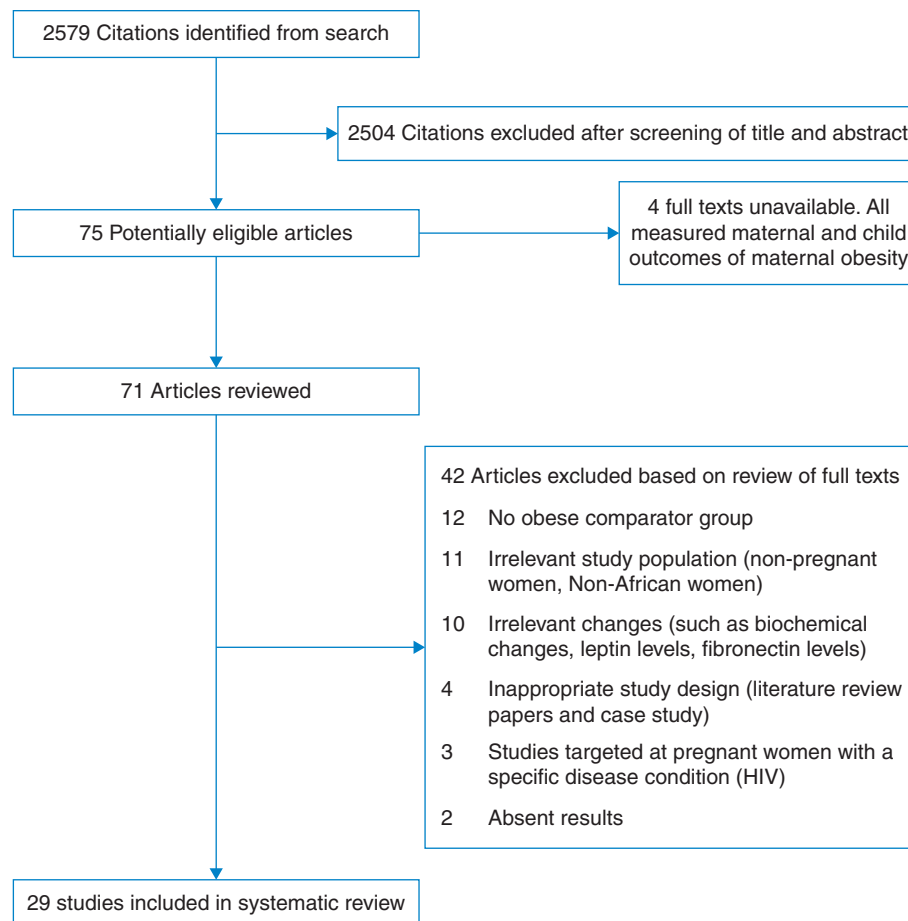 2579 Citations identified from search
2504 Citations excluded after screening of title and abstract
75 Potentially eligible articles
4 full texts unavailable. All
measured maternal and child
outcomes of maternal obesity
71 Articles reviewed
42 Articles excluded based on review of full texts
12 No obese comparator group
11 Irrelevant study population (non-pregnant
women, Non-African women)
10 Irrelevant changes (such as biochemical
changes, leptin levels, fibronectin levels)
4 Inappropriate study design (literature review
papers and case study)
3 Studies targeted at pregnant women with a
specific disease condition (HIV)
2 Absent results
29 studies included in systematic review